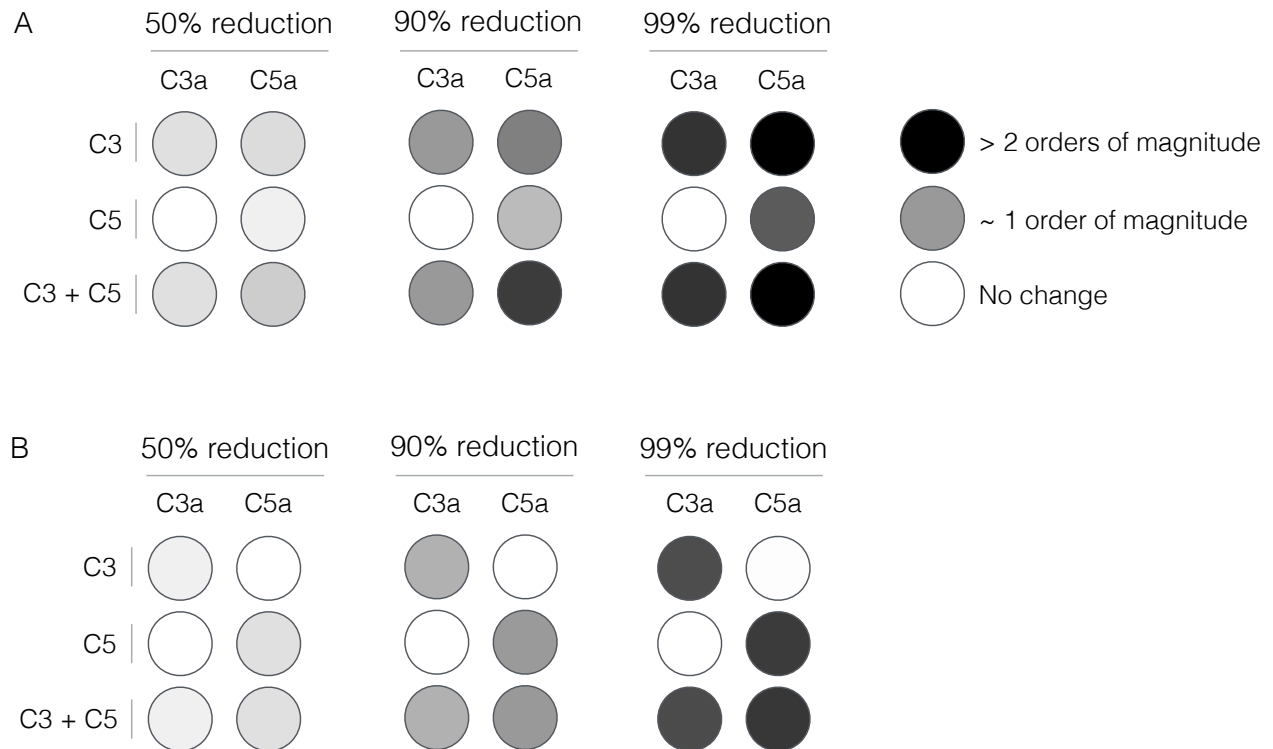 A
50% reduction 90% reduction 99% reduction
C3a C5a C3a C5a C3a C5a
C3 > 2 orders of magnitude
C5 ~ 1 order of magnitude
C3 + C5 No change
B
50% reduction 90% reduction 99% reduction
C3a C5a C3a C5a C3a C5a
C3
C5
C3 + C5